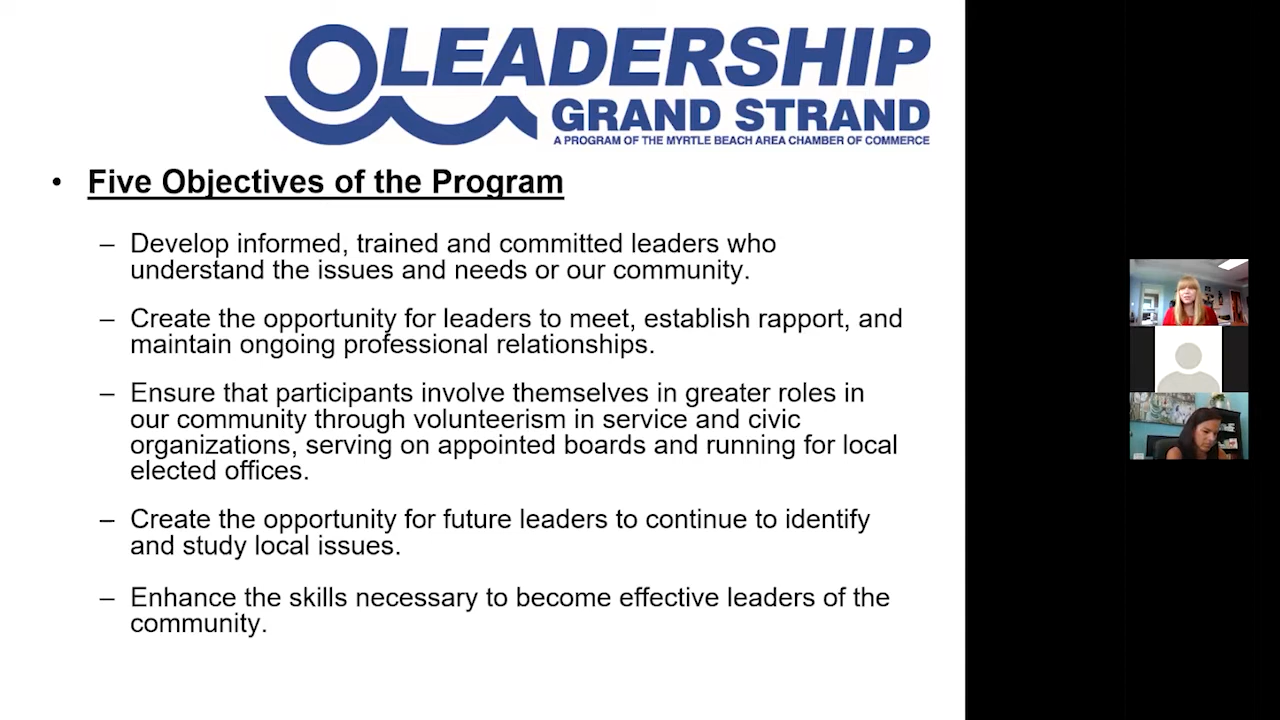 LEADERSHIP
GRAND STRAND
A PROGRAM OF THE MYRTLE BEACH AREA CHAMBER OF COMMERCE
• Five Objectives of the Program
– Develop informed, trained and committed leaders who
understand the issues and needs or our community.
– Create the opportunity for leaders to meet, establish rapport, and
maintain ongoing professional relationships.
– Ensure that participants involve themselves in greater roles in
our community through volunteerism in service and civic
organizations, serving on appointed boards and running for local
elected offices.
– Create the opportunity for future leaders to continue to identify
and study local issues.
– Enhance the skills necessary to become effective leaders of the
community.